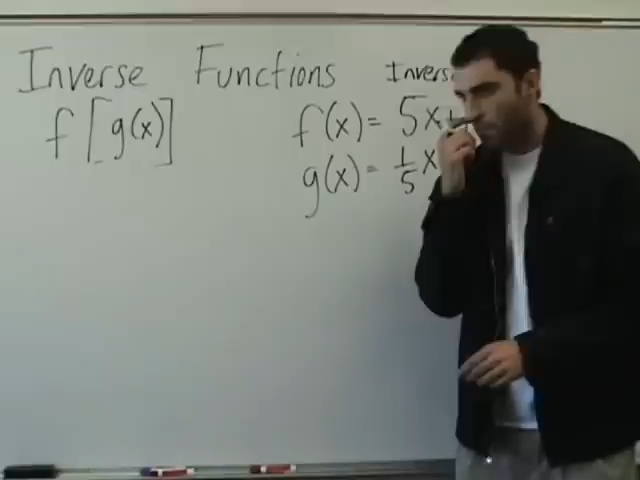 Inverse Functions
f[g(x)]
f(x) = 5x+
g(x) = 1/5 x